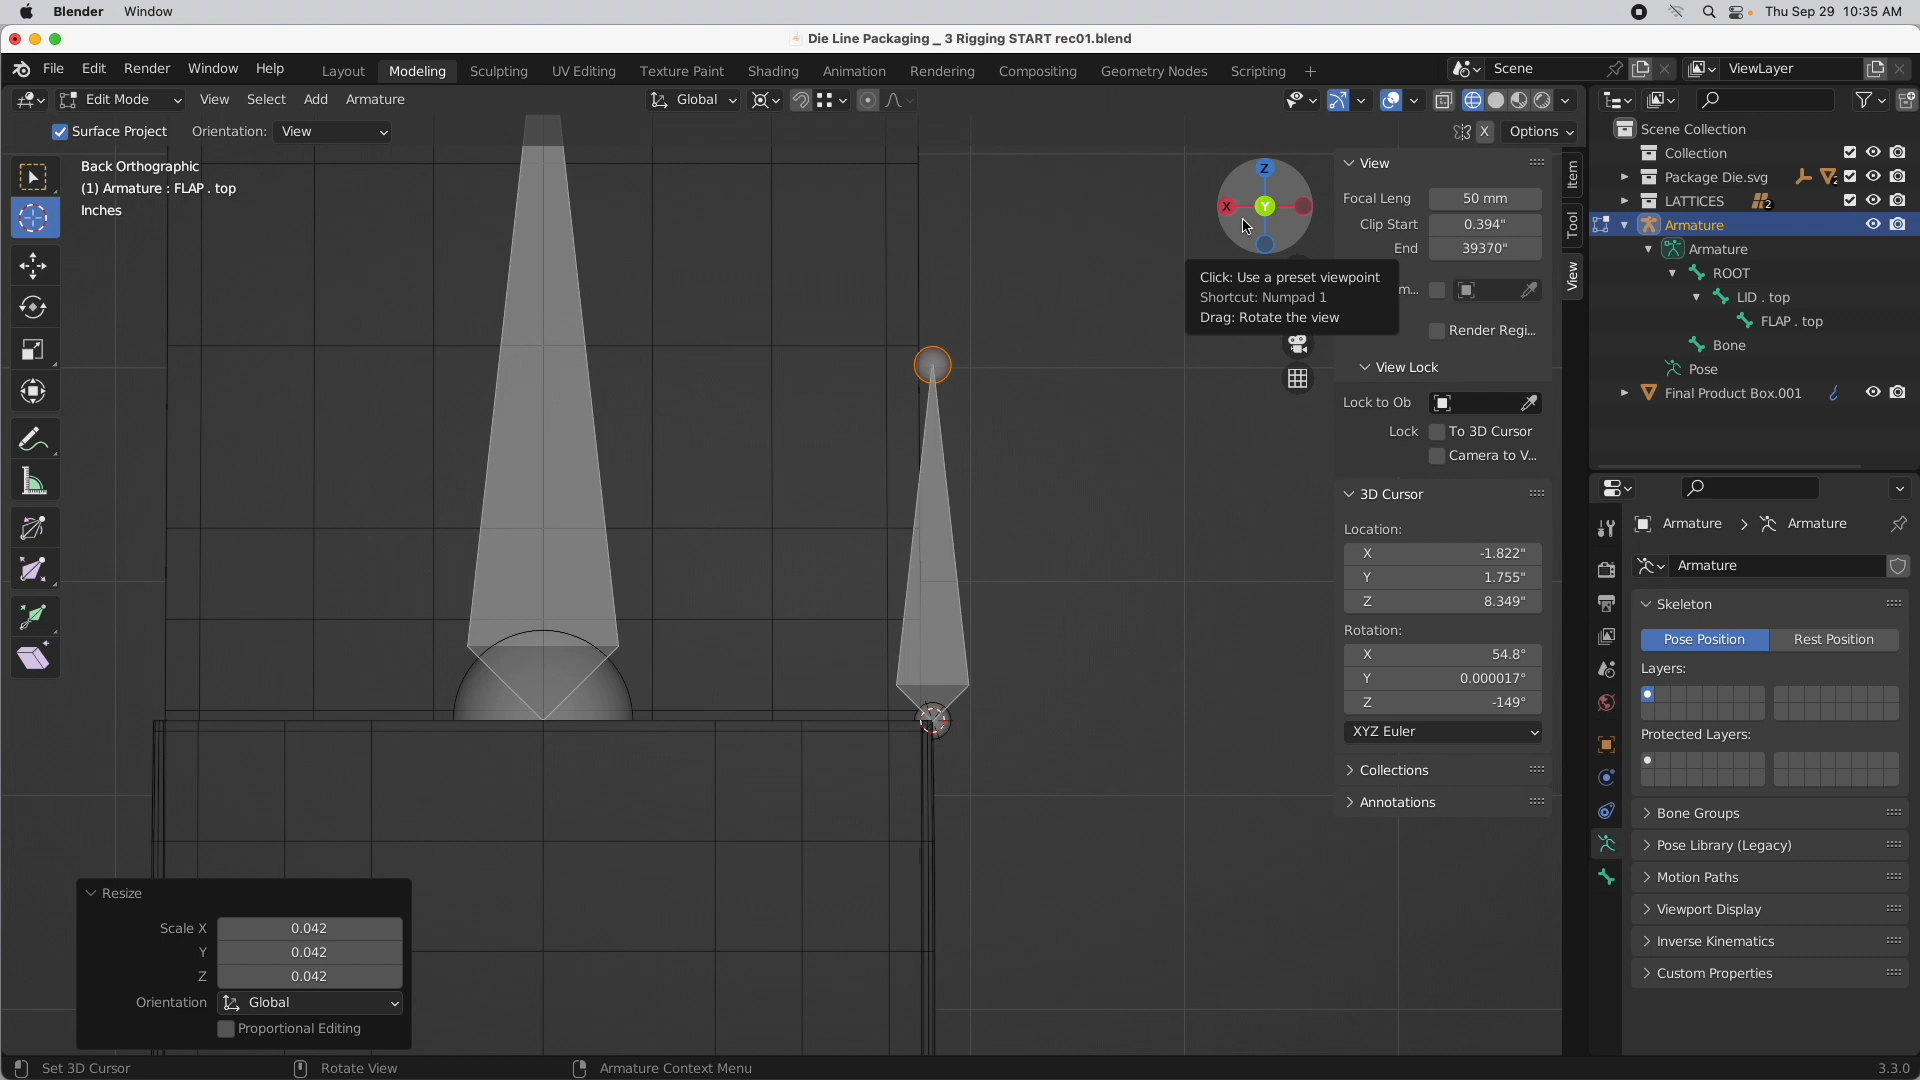 Blender Window
Thu Sep 29 10:35 AM
Die Line Packaging _ 3 Rigging START rec01.blend
File Edit Render Window Help
Layout Modeling Sculpting UV Editing Texture Paint Shading Animation Rendering Compositing Geometry Nodes Scripting +
Scene
ViewLayer
Edit Mode View Select Add Armature
Global
Surface Project Orientation: View
X Options
Back Orthographic
(1) Armature : FLAP . top
Inches
Z
X
Y
Click: Use a preset viewpoint
Shortcut: Numpad 1
Drag: Rotate the view
View
Focal Leng 50 mm
Clip Start 0.394"
End 39370"
m...
Render Regi...
View Lock
Lock to Ob
Lock To 3D Cursor
Camera to V...
3D Cursor
Location:
X -1.822"
Y 1.755"
Z 8.349"
Rotation:
X 54.8°
Y 0.000017°
Z -149°
XYZ Euler
Collections
Annotations
Item
Tool
View
Scene Collection
Collection
Package Die.svg 2
LATTICES 2
Armature
Armature
ROOT
LID . top
FLAP . top
Bone
Pose
Final Product Box.001
Armature > Armature
Armature
Skeleton
Pose Position Rest Position
Layers:
Protected Layers:
Bone Groups
Pose Library (Legacy)
Motion Paths
Viewport Display
Inverse Kinematics
Custom Properties
Resize
Scale X 0.042
Y 0.042
Z 0.042
Orientation Global
Proportional Editing
Set 3D Cursor Rotate View Armature Context Menu 3.3.0